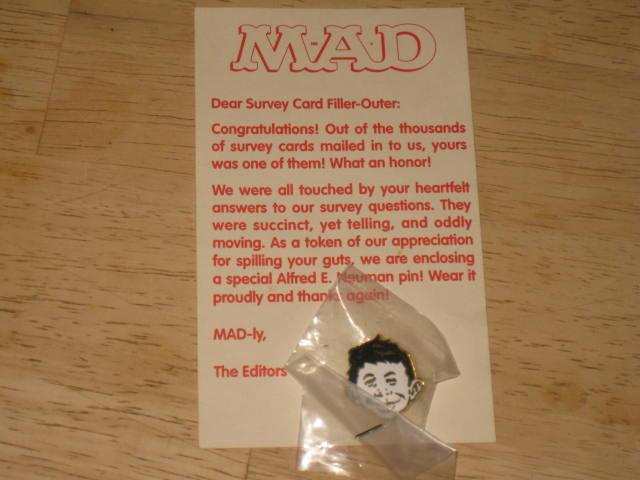 MAD
Dear Survey Card Filler-Outer:
Congratulations! Out of the thousands
of survey cards mailed in to us, yours
was one of them! What an honor!
We were all touched by your heartfelt
answers to our survey questions. They
were succinct, yet telling, and oddly
moving. As a token of our appreciation
for spilling your guts, we are enclosing
a special Alfred E. Neuman pin! Wear it
proudly and thanks again!
MAD-ly,
The Editors